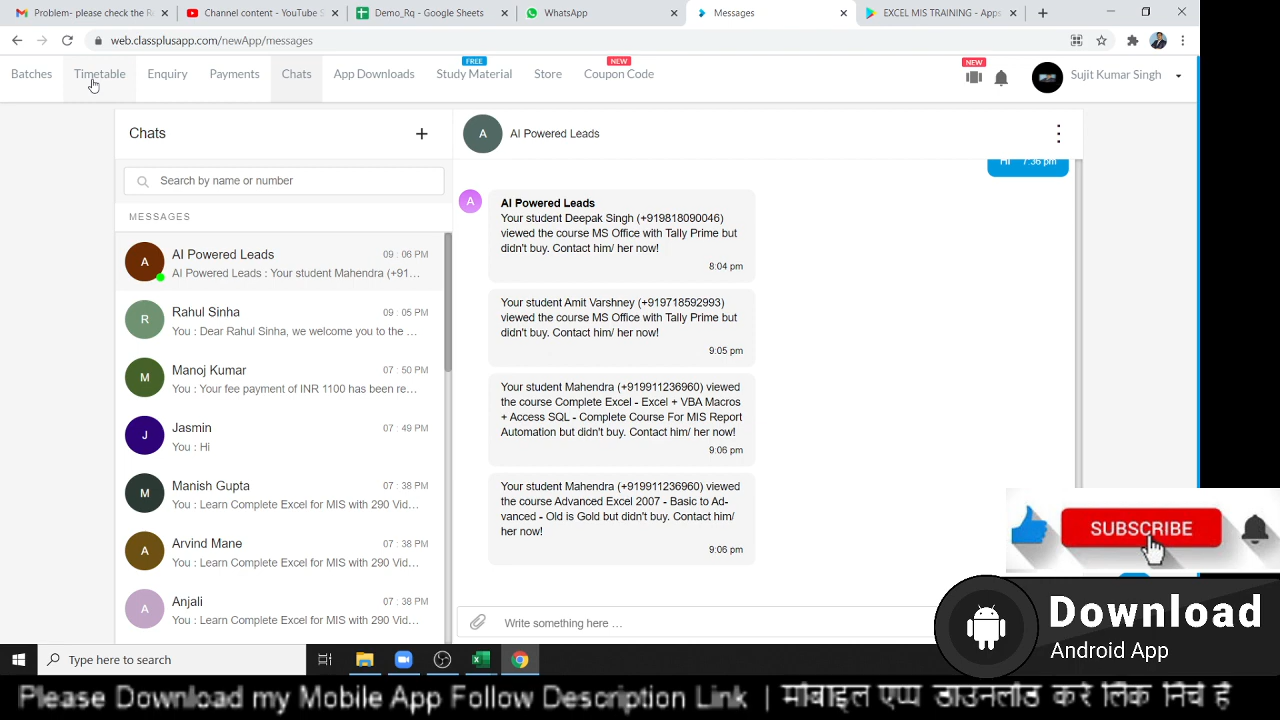 Problem- please check the R
Channel content - YouTube S
Demo_Rq - Google Sheets
WhatsApp
Messages
EXCEL MIS TRAINING - Apps
web.classplusapp.com/newApp/messages
FREE
NEW
NEW
Batches
Timetable
Enquiry
Payments
Chats
App Downloads
Study Material
Store
Coupon Code
Sujit Kumar Singh
Chats
A
AI Powered Leads
Search by name or number
MESSAGES
A
AI Powered Leads
09 : 06 PM
AI Powered Leads : Your student Mahendra (+91...
R
Rahul Sinha
09 : 05 PM
You : Dear Rahul Sinha, we welcome you to the ...
M
Manoj Kumar
07 : 50 PM
You : Your fee payment of INR 1100 has been re...
J
Jasmin
07 : 49 PM
You : Hi
M
Manish Gupta
07 : 38 PM
You : Learn Complete Excel for MIS with 290 Vid...
A
Arvind Mane
07 : 38 PM
You : Learn Complete Excel for MIS with 290 Vid...
A
Anjali
07 : 38 PM
You : Learn Complete Excel for MIS with 290 Vid...
Hi 7:36 pm
A
AI Powered Leads
Your student Deepak Singh (+919818090046)
viewed the course MS Office with Tally Prime but
didn't buy. Contact him/ her now!
8:04 pm
Your student Amit Varshney (+919718592993)
viewed the course MS Office with Tally Prime but
didn't buy. Contact him/ her now!
9:05 pm
Your student Mahendra (+919911236960) viewed
the course Complete Excel - Excel + VBA Macros
+ Access SQL - Complete Course For MIS Report
Automation but didn't buy. Contact him/ her now!
9:06 pm
Your student Mahendra (+919911236960) viewed
the course Advanced Excel 2007 - Basic to Ad-
vanced - Old is Gold but didn't buy. Contact him/
her now!
9:06 pm
Write something here ...
SUBSCRIBE
Download
Android App
Type here to search
Please Download my Mobile App Follow Description Link | मोबाइल एप्प डाउनलोड करे लिंक निचे है